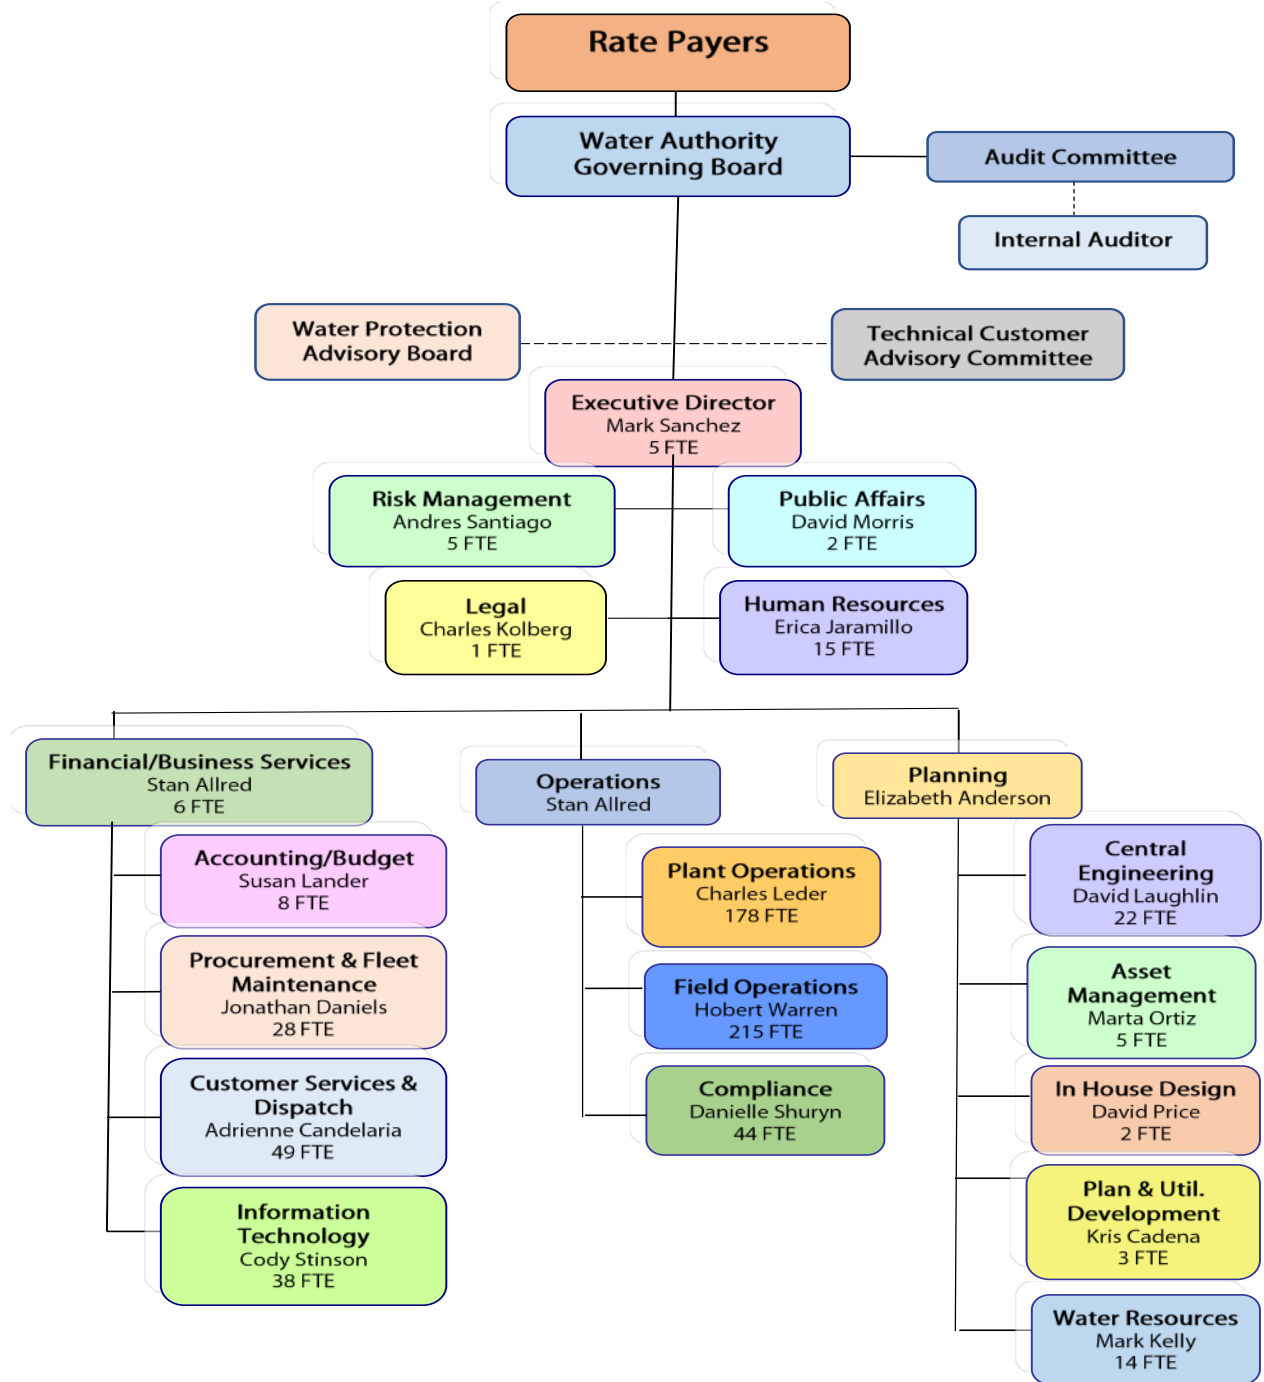 Rate Payers
Water Authority
Governing Board
Audit Committee
Internal Auditor
Water Protection
Advisory Board
Technical Customer
Advisory Committee
Executive Director
Mark Sanchez
5 FTE
Risk Management
Andres Santiago
5 FTE
Public Affairs
David Morris
2 FTE
Legal
Charles Kolberg
1 FTE
Human Resources
Erica Jaramillo
15 FTE
Financial/Business Services
Stan Allred
6 FTE
Accounting/Budget
Susan Lander
8 FTE
Procurement & Fleet
Maintenance
Jonathan Daniels
28 FTE
Customer Services &
Dispatch
Adrienne Candelaria
49 FTE
Information
Technology
Cody Stinson
38 FTE
Operations
Stan Allred
Plant Operations
Charles Leder
178 FTE
Field Operations
Hobert Warren
215 FTE
Compliance
Danielle Shuryn
44 FTE
Planning
Elizabeth Anderson
Central
Engineering
David Laughlin
22 FTE
Asset
Management
Marta Ortiz
5 FTE
In House Design
David Price
2 FTE
Plan & Util.
Development
Kris Cadena
3 FTE
Water Resources
Mark Kelly
14 FTE